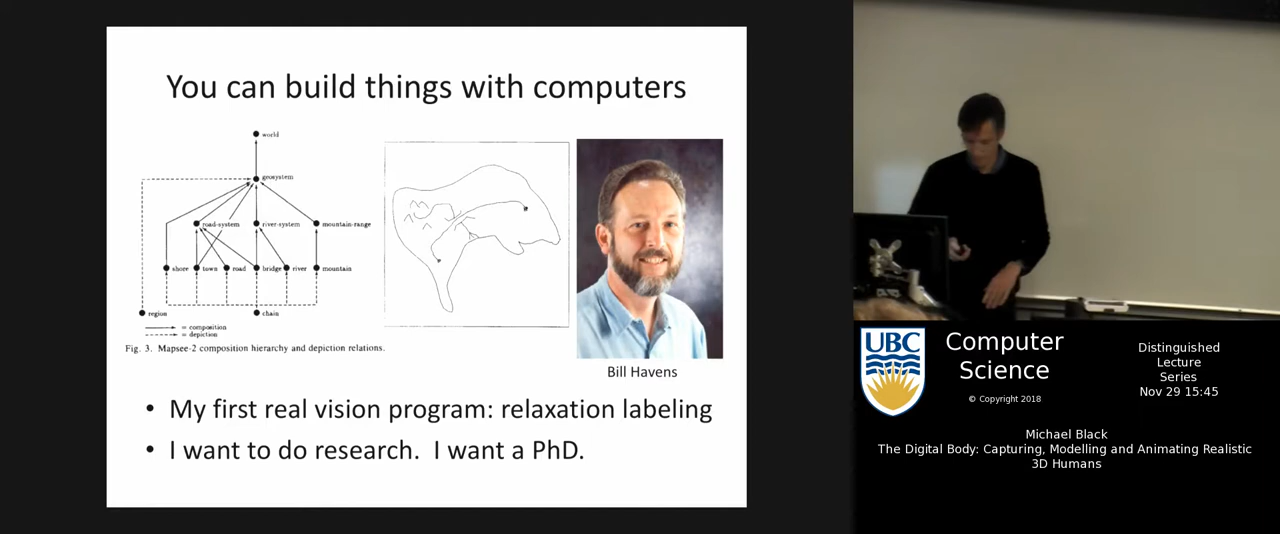 You can build things with computers
world
geosystem
road-system
river-system
mountain-range
shore
town
road
bridge
river
mountain
region
chain
= composition
= depiction
Fig. 3. Mapsee-2 composition hierarchy and depiction relations.
Bill Havens
• My first real vision program: relaxation labeling
• I want to do research. I want a PhD.
UBC
Computer
Science
© Copyright 2018
Distinguished
Lecture
Series
Nov 29 15:45
Michael Black
The Digital Body: Capturing, Modelling and Animating Realistic
3D Humans